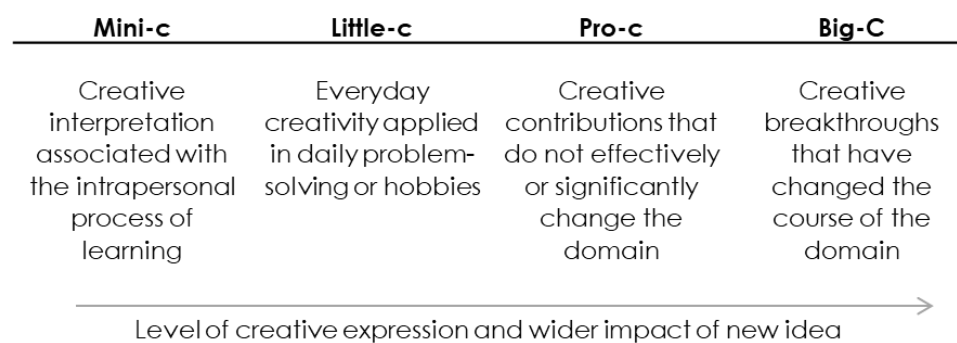 Mini-c
Little-c
Pro-c
Big-C
Creative
interpretation
associated with
the intrapersonal
process of
learning
Everyday
creativity applied
in daily problem-
solving or hobbies
Creative
contributions that
do not effectively
or significantly
change the
domain
Creative
breakthroughs
that have
changed the
course of the
domain
Level of creative expression and wider impact of new idea